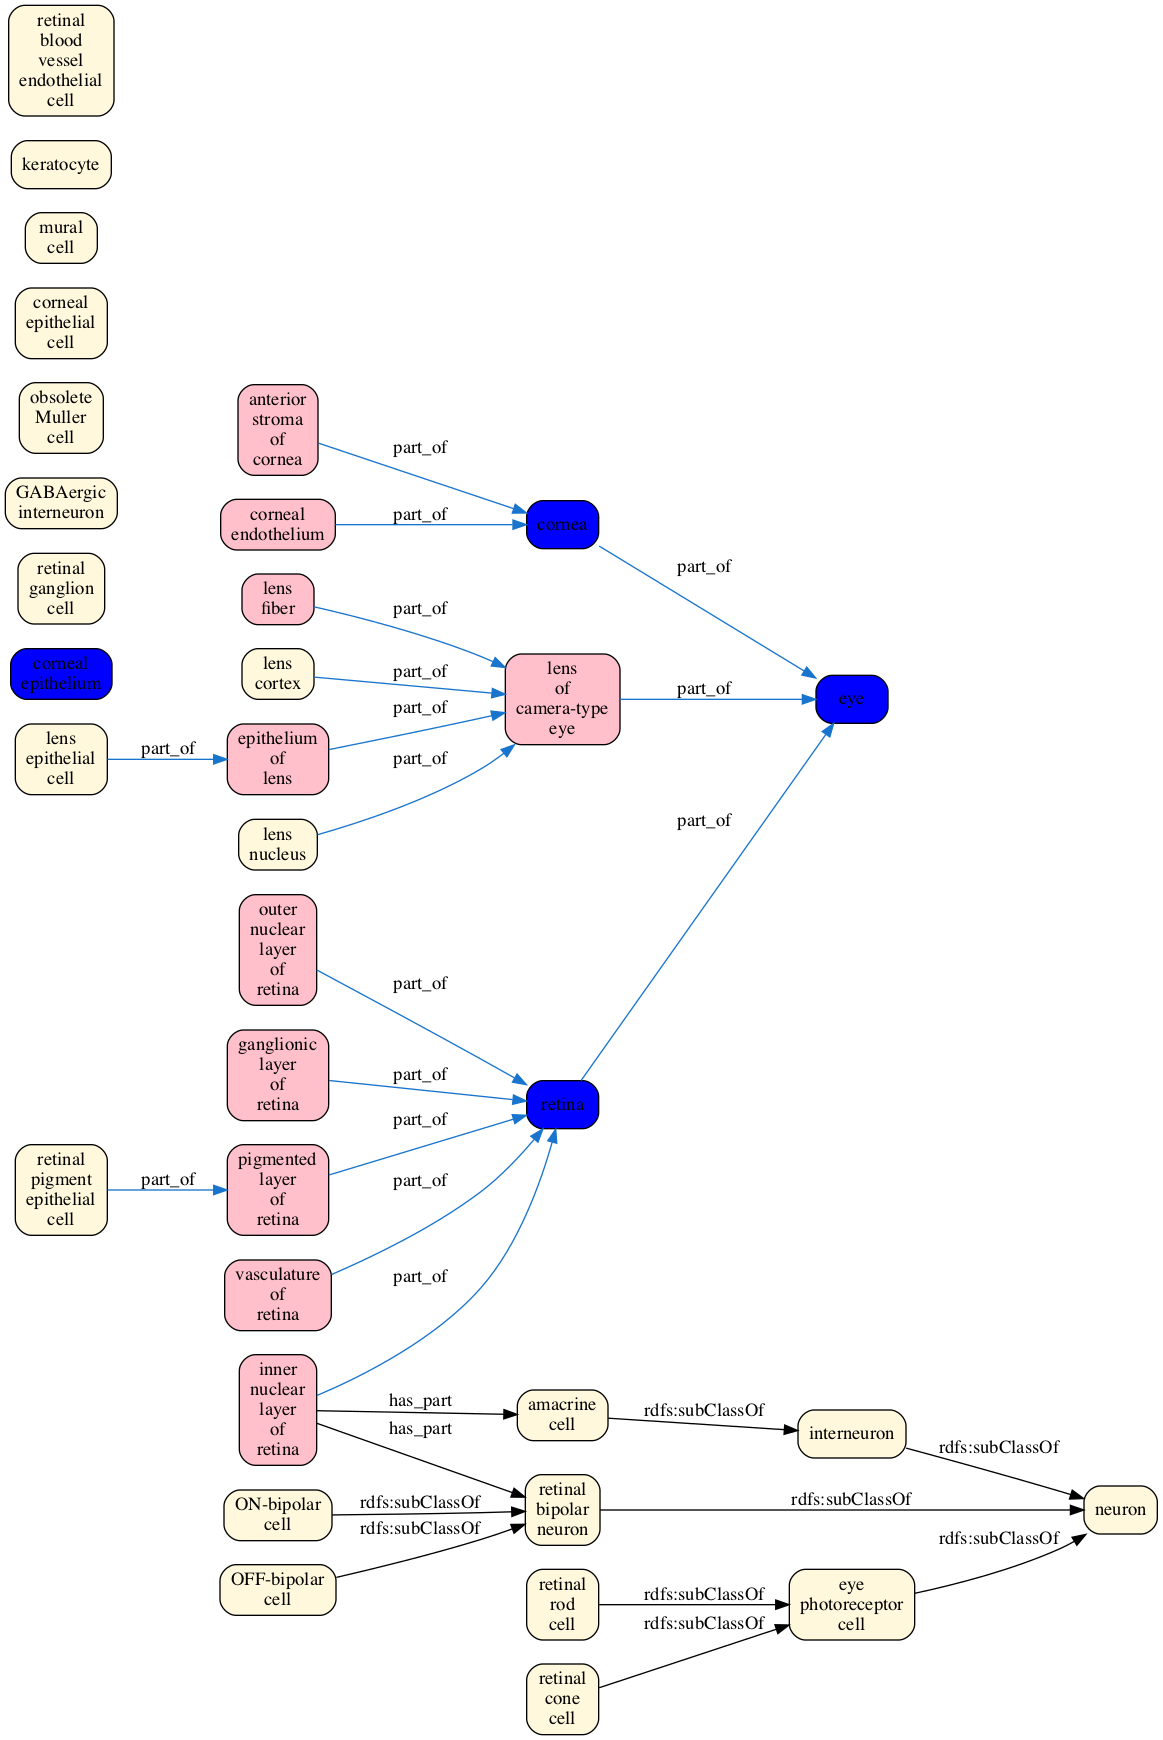 retinal
blood
vessel
endothelial
cell
keratocyte
mural
cell
corneal
epithelial
cell
obsolete
Muller
cell
GABAergic
interneuron
retinal
ganglion
cell
corneal
epithelium
lens
epithelial
cell
part_of
retinal
pigment
epithelial
cell
part_of
anterior
stroma
of
cornea
part_of
corneal
endothelium
part_of
lens
fiber
part_of
lens
cortex
part_of
epithelium
of
lens
part_of
lens
nucleus
part_of
outer
nuclear
layer
of
retina
part_of
ganglionic
layer
of
retina
part_of
pigmented
layer
of
retina
part_of
vasculature
of
retina
part_of
inner
nuclear
layer
of
retina
part_of
has_part
has_part
ON-bipolar
cell
rdfs:subClassOf
OFF-bipolar
cell
rdfs:subClassOf
cornea
part_of
lens
of
camera-type
eye
part_of
retina
part_of
eye
amacrine
cell
rdfs:subClassOf
interneuron
rdfs:subClassOf
retinal
bipolar
neuron
rdfs:subClassOf
neuron
retinal
rod
cell
rdfs:subClassOf
retinal
cone
cell
rdfs:subClassOf
eye
photoreceptor
cell
rdfs:subClassOf